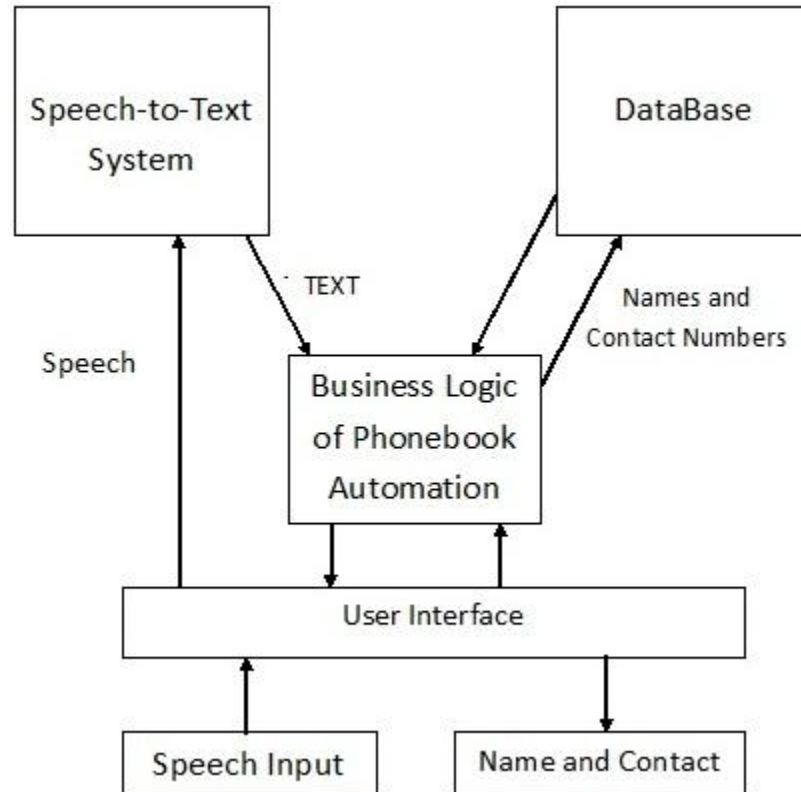 Speech-to-Text
System
DataBase
TEXT
Names and
Contact Numbers
Speech
Business Logic
of Phonebook
Automation
User Interface
Speech Input
Name and Contact